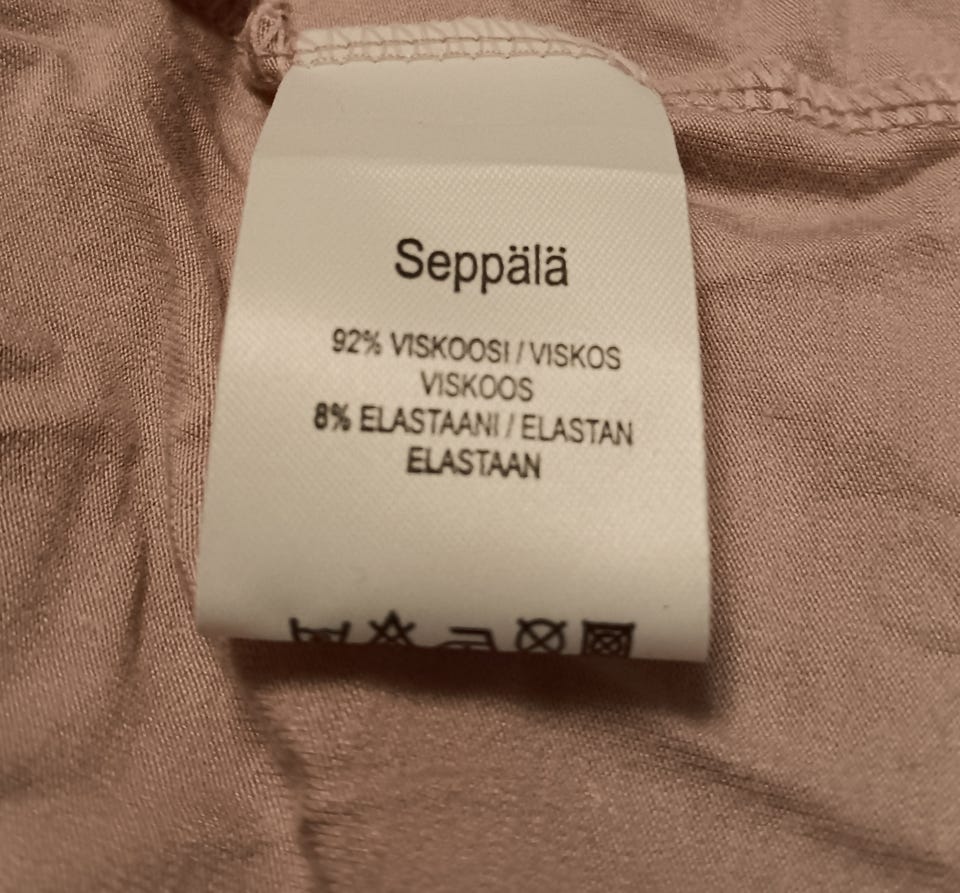 Seppälä
92% VISKOOSI / VISKOS
VISKOOS
8% ELASTAANI / ELASTAN
ELASTAAN